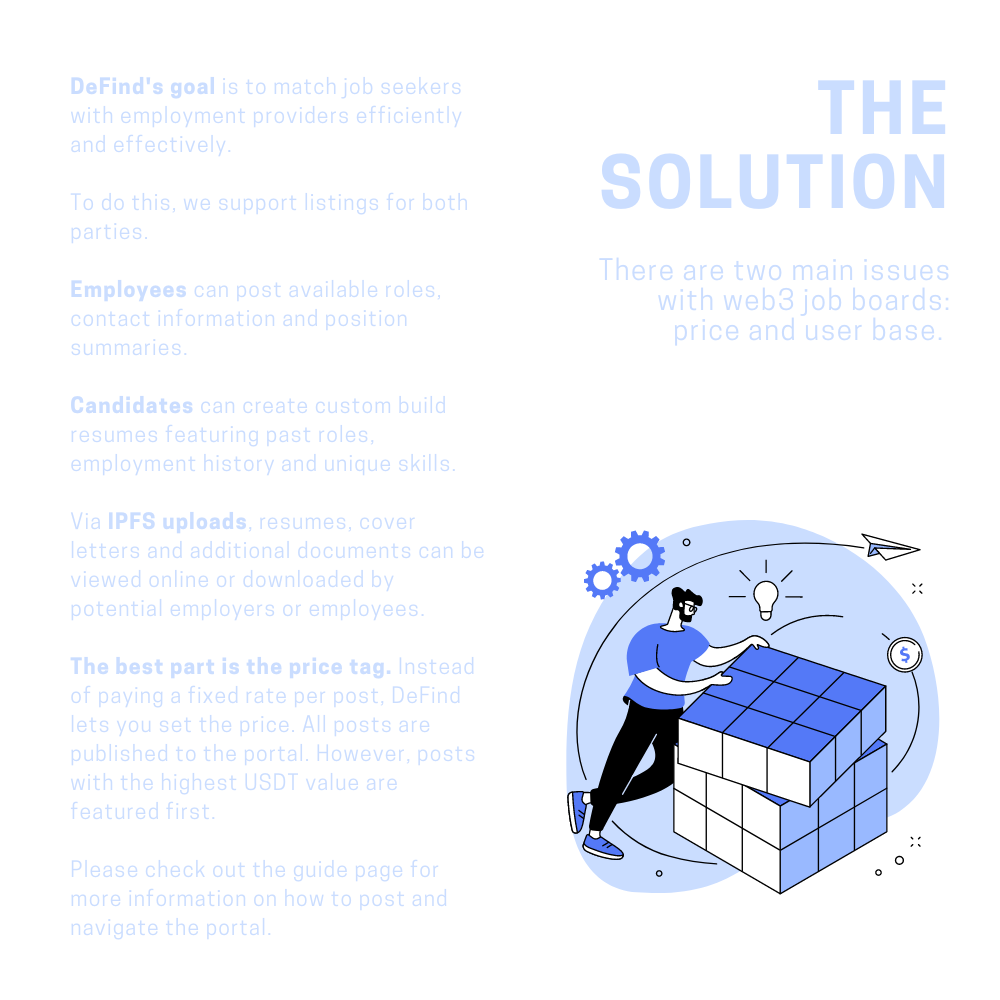 DeFind's goal is to match job seekers
with employment providers efficiently
and effectively.
To do this, we support listings for both
parties.
Employees can post available roles,
contact information and position
summaries.
Candidates can create custom build
resumes featuring past roles,
employment history and unique skills.
Via IPFS uploads, resumes, cover
letters and additional documents can be
viewed online or downloaded by
potential employers or employees.
The best part is the price tag. Instead
of paying a fixed rate per post, DeFind
lets you set the price. All posts are
published to the portal. However, posts
with the highest USDT value are
featured first.
Please check out the guide page for
more information on how to post and
navigate the portal.
THE
SOLUTION
There are two main issues
with web3 job boards:
price and user base.
$